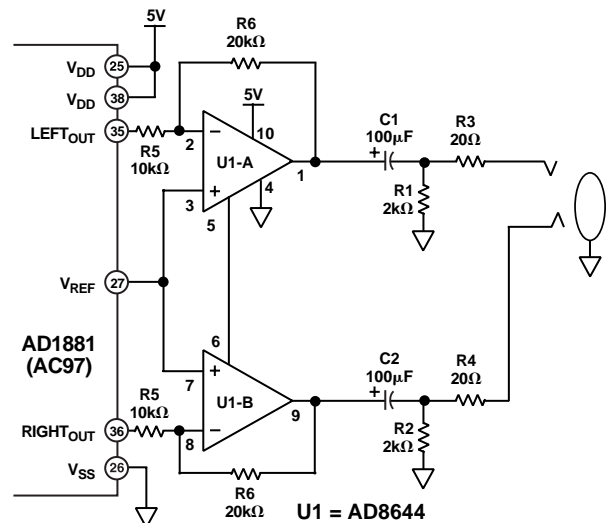 5V
R6
20kΩ
VDD
25
VDD
38
5V
LEFTOUT
35
R5
10kΩ
2
−
10
U1-A
1
4
+
3
5
C1
100μF
+
R3
20Ω
R1
2kΩ
VREF
27
AD1881
(AC97)
6
7
+
U1-B
9
−
8
C2
100μF
+
R4
20Ω
R2
2kΩ
R5
10kΩ
RIGHTOUT
36
VSS
26
R6
20kΩ
U1 = AD8644